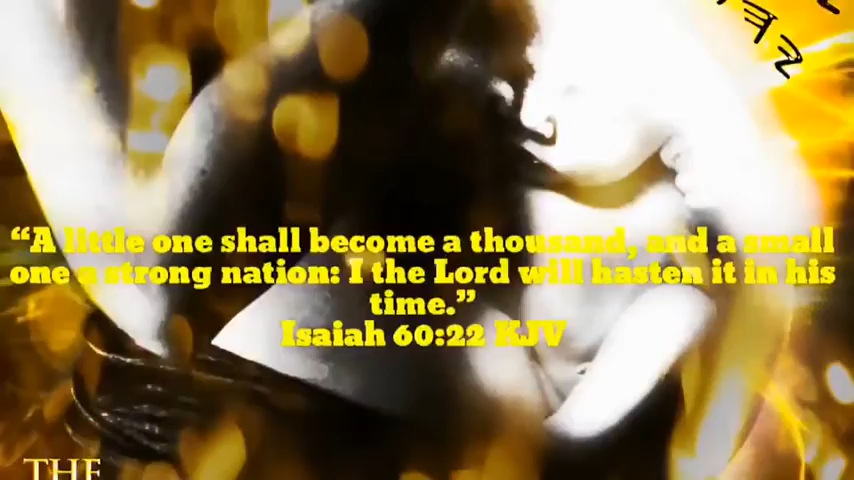 “A little one shall become a thousand, and a small
one a strong nation: I the Lord will hasten it in his
time.”
Isaiah 60:22 KJV
THE